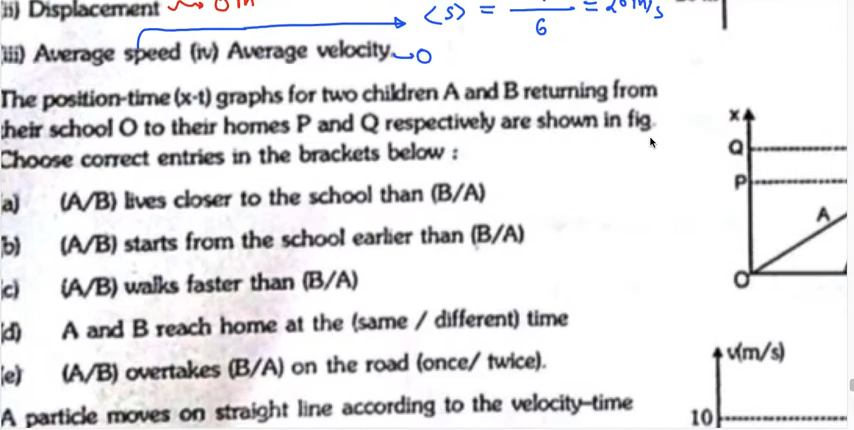 ii) Displacement → 0 m
<s> = 6 = 20 m/s
iii) Average speed (iv) Average velocity. 0
The position-time (x-t) graphs for two children A and B returning from
their school O to their homes P and Q respectively are shown in fig.
Choose correct entries in the brackets below :
a) (A/B) lives closer to the school than (B/A)
b) (A/B) starts from the school earlier than (B/A)
c) (A/B) walks faster than (B/A)
d) A and B reach home at the (same / different) time
e) (A/B) overtakes (B/A) on the road (once/ twice).
A particle moves on straight line according to the velocity-time
x
Q
P
A
O
v(m/s)
10